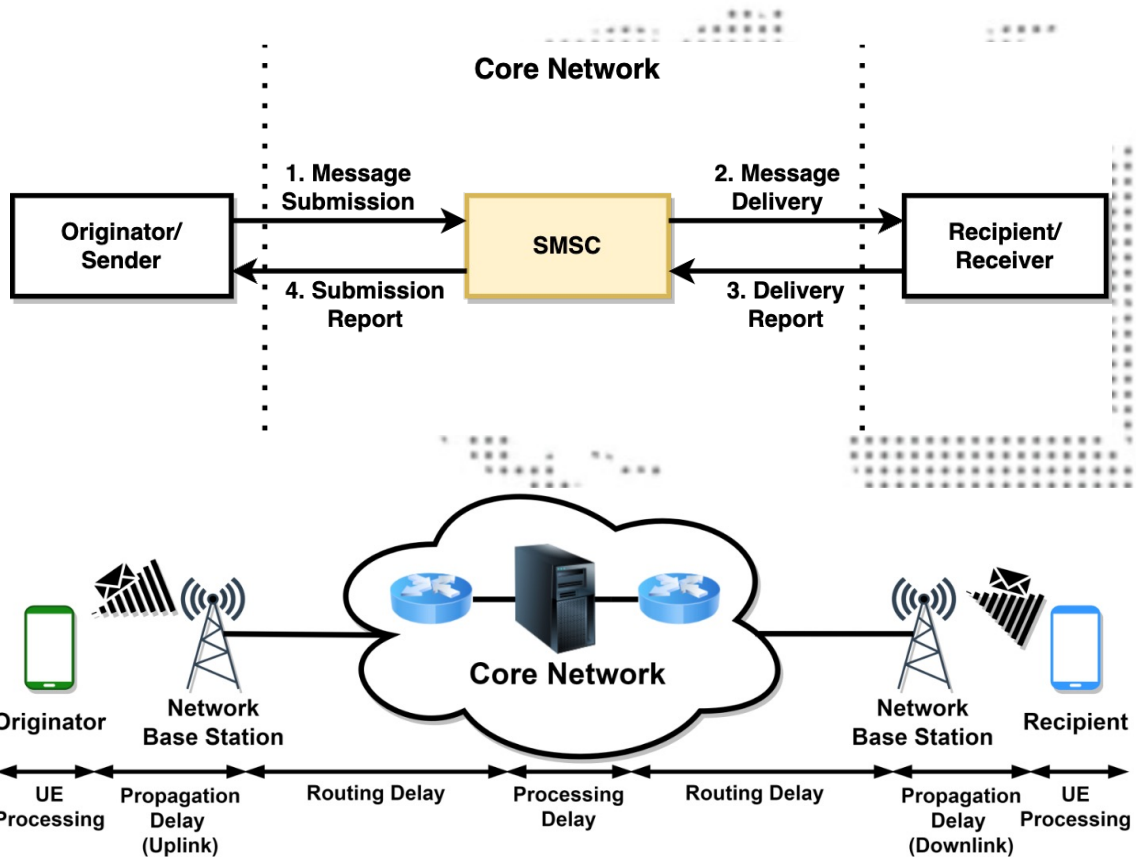 Core Network
1. Message
Submission
2. Message
Delivery
Originator/
Sender
SMSC
Recipient/
Receiver
4. Submission
Report
3. Delivery
Report
Core Network
Originator
Network
Base Station
Network
Base Station
Recipient
UE
Processing
Propagation
Delay
(Uplink)
Routing Delay
Processing
Delay
Routing Delay
Propagation
Delay
(Downlink)
UE
Processing